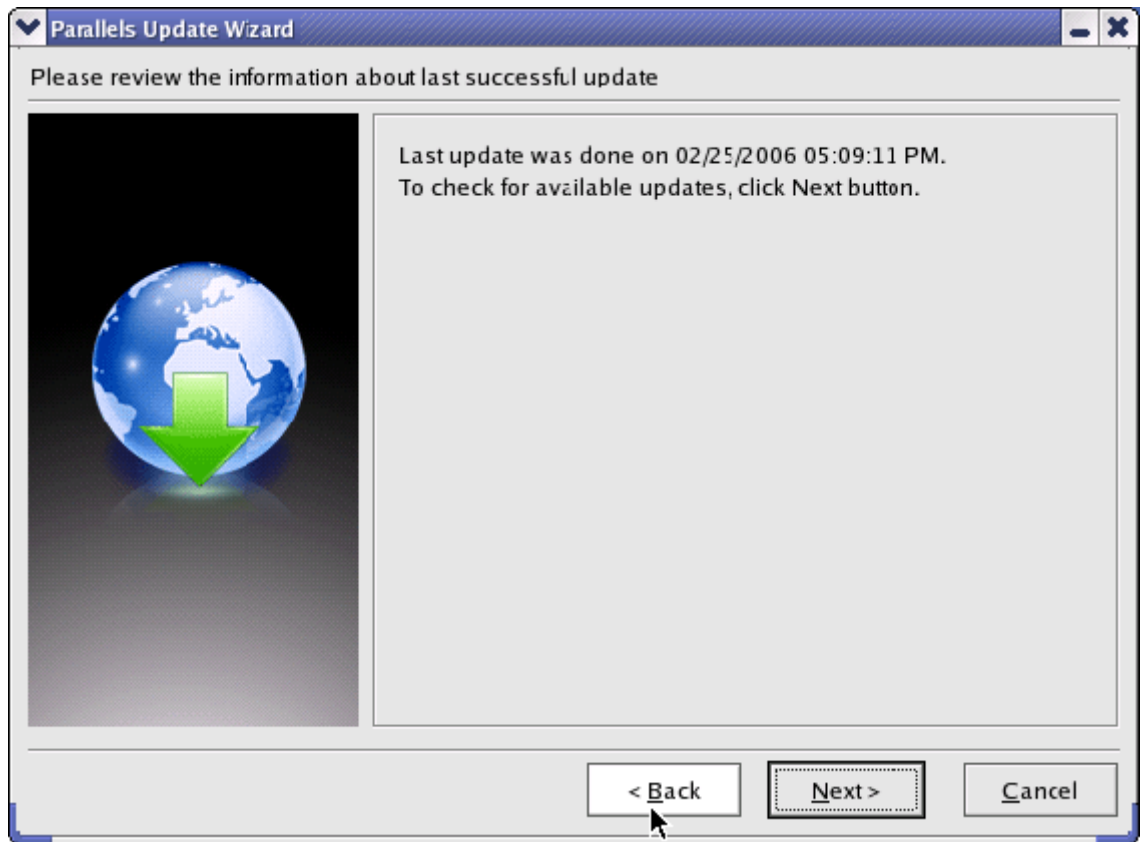 Parallels Update Wizard
Please review the information about last successful update
Last update was done on 02/25/2006 05:09:11 PM.
To check for available updates, click Next button.
< Back
Next >
Cancel